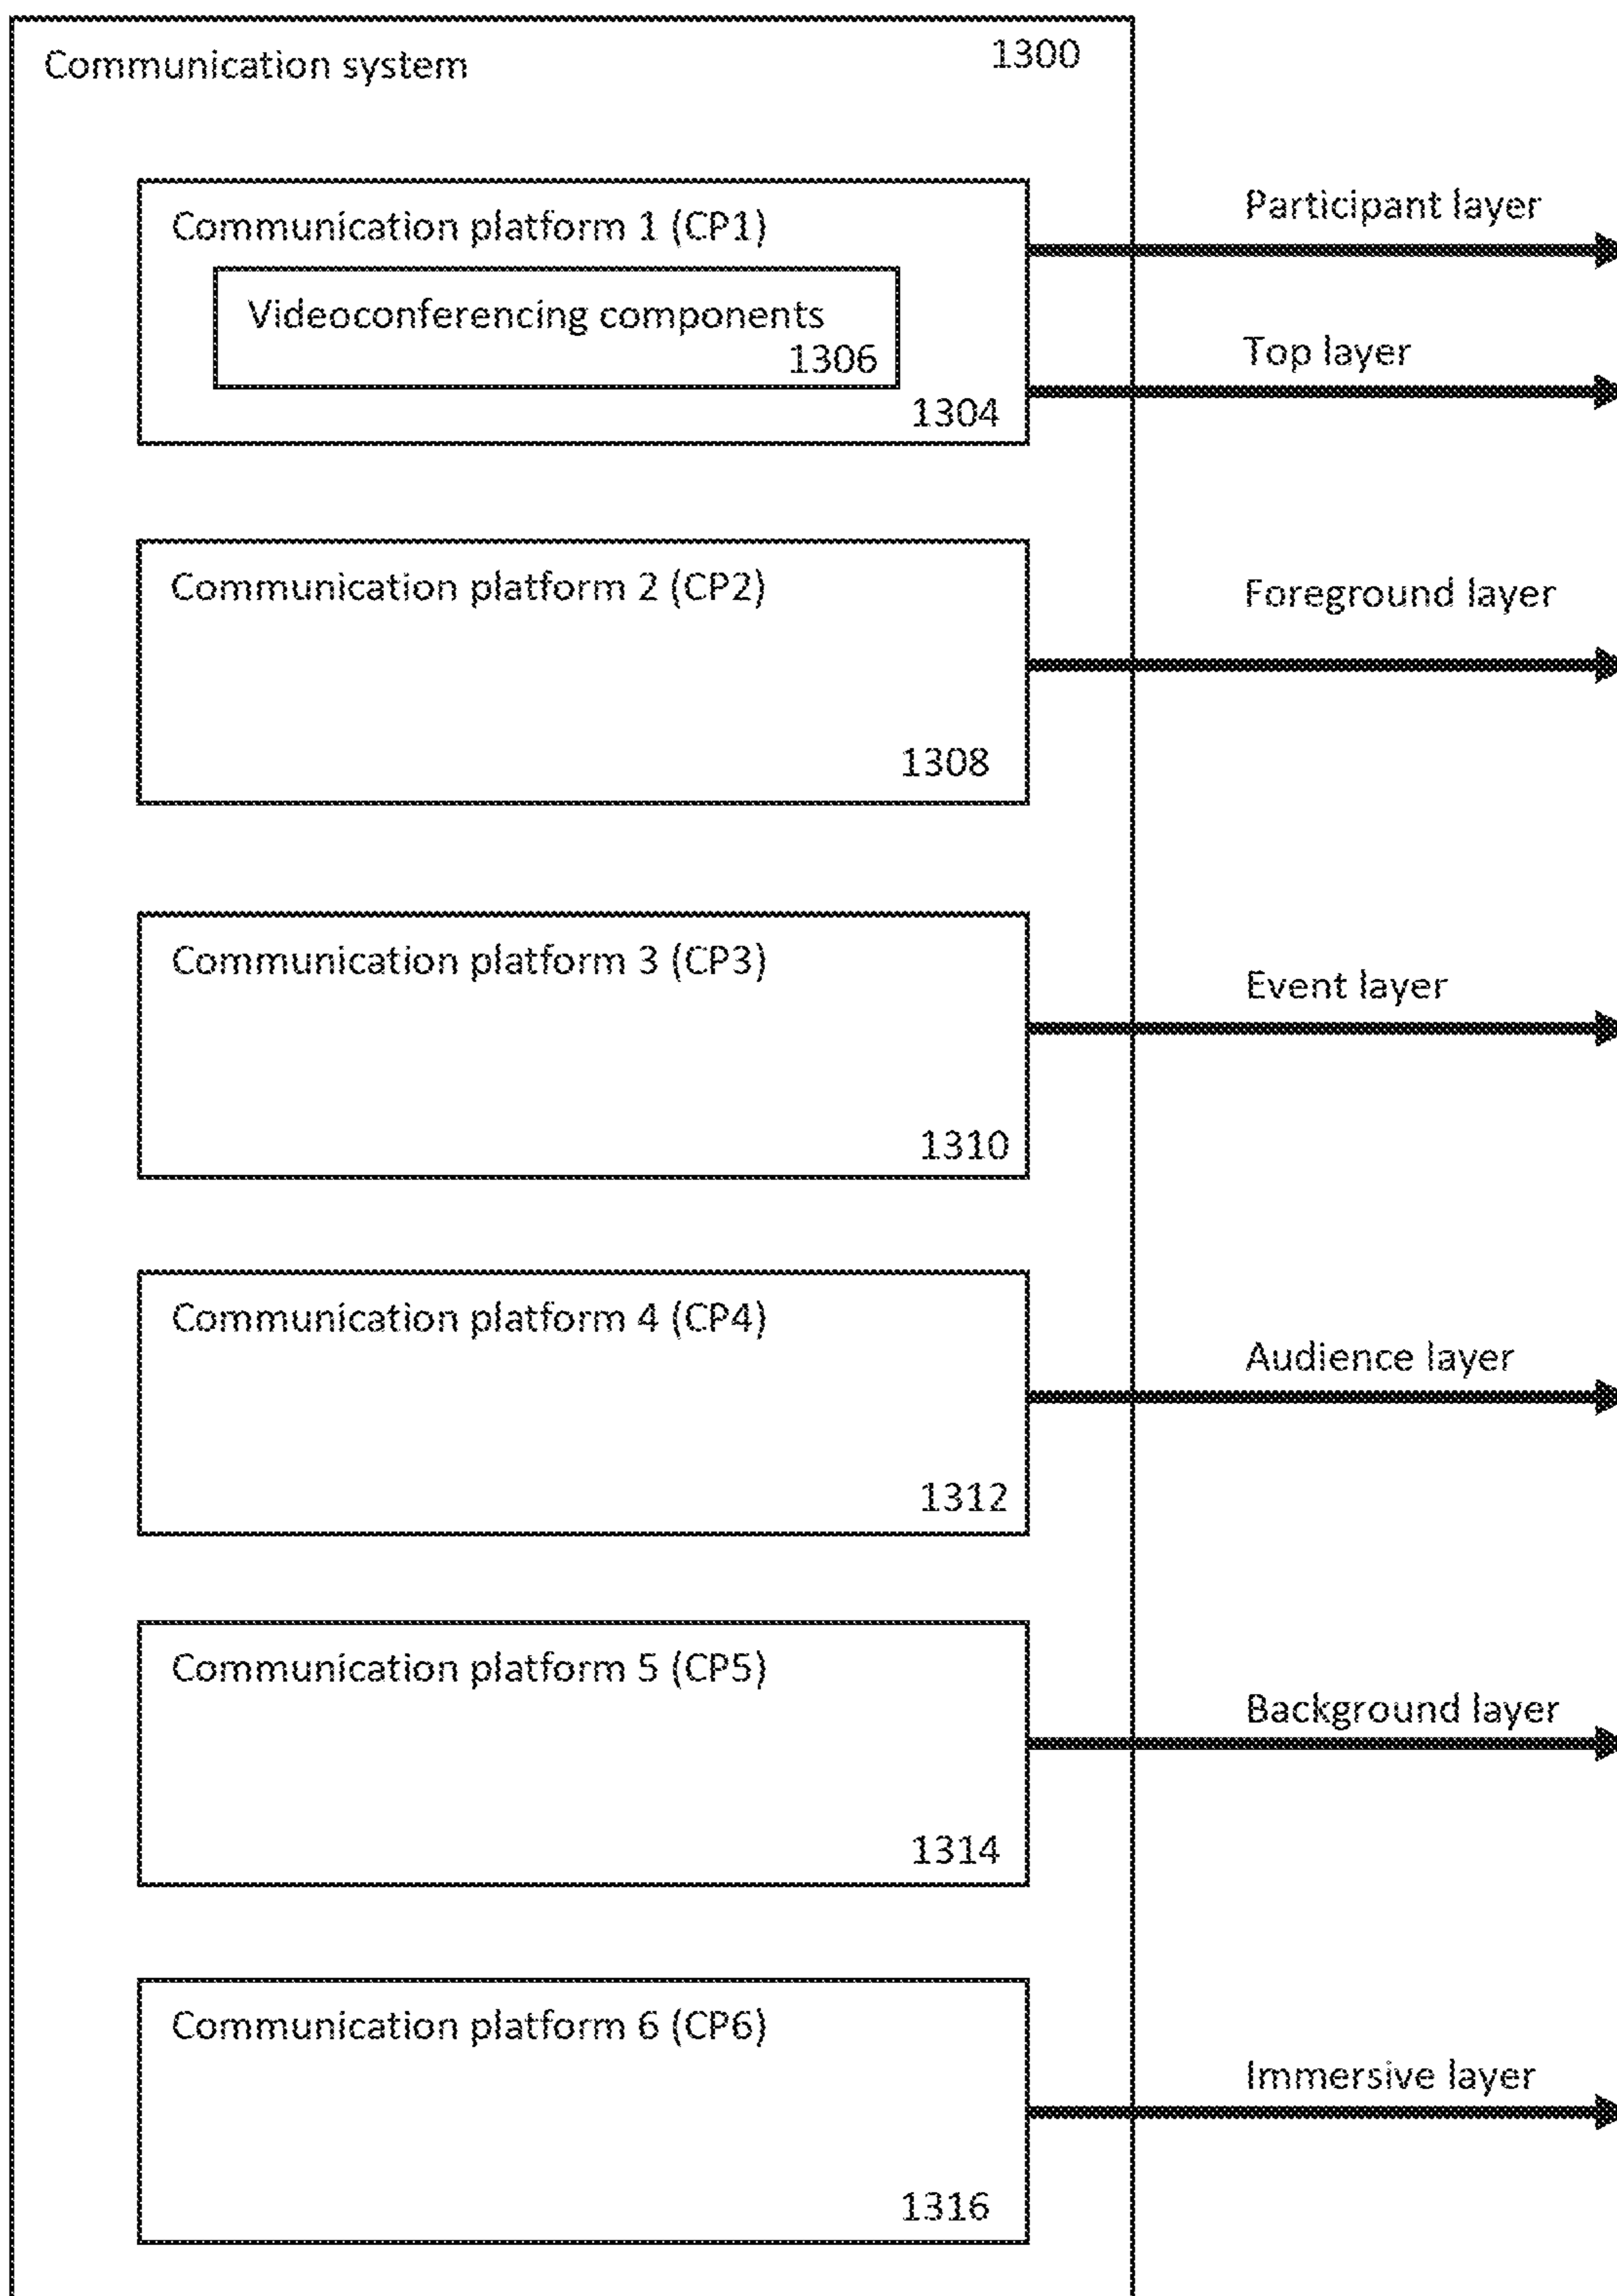 Communication system 1300
Communication platform 1 (CP1)
Participant layer
Videoconferencing components
1306
Top layer
1304
Communication platform 2 (CP2)
Foreground layer
1308
Communication platform 3 (CP3)
Event layer
1310
Communication platform 4 (CP4)
Audience layer
1312
Communication platform 5 (CP5)
Background layer
1314
Communication platform 6 (CP6)
Immersive layer
1316